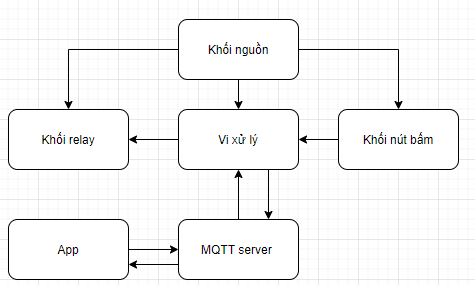 Khối nguồn
Khối relay
Vi xử lý
Khối nút bấm
App
MQTT server